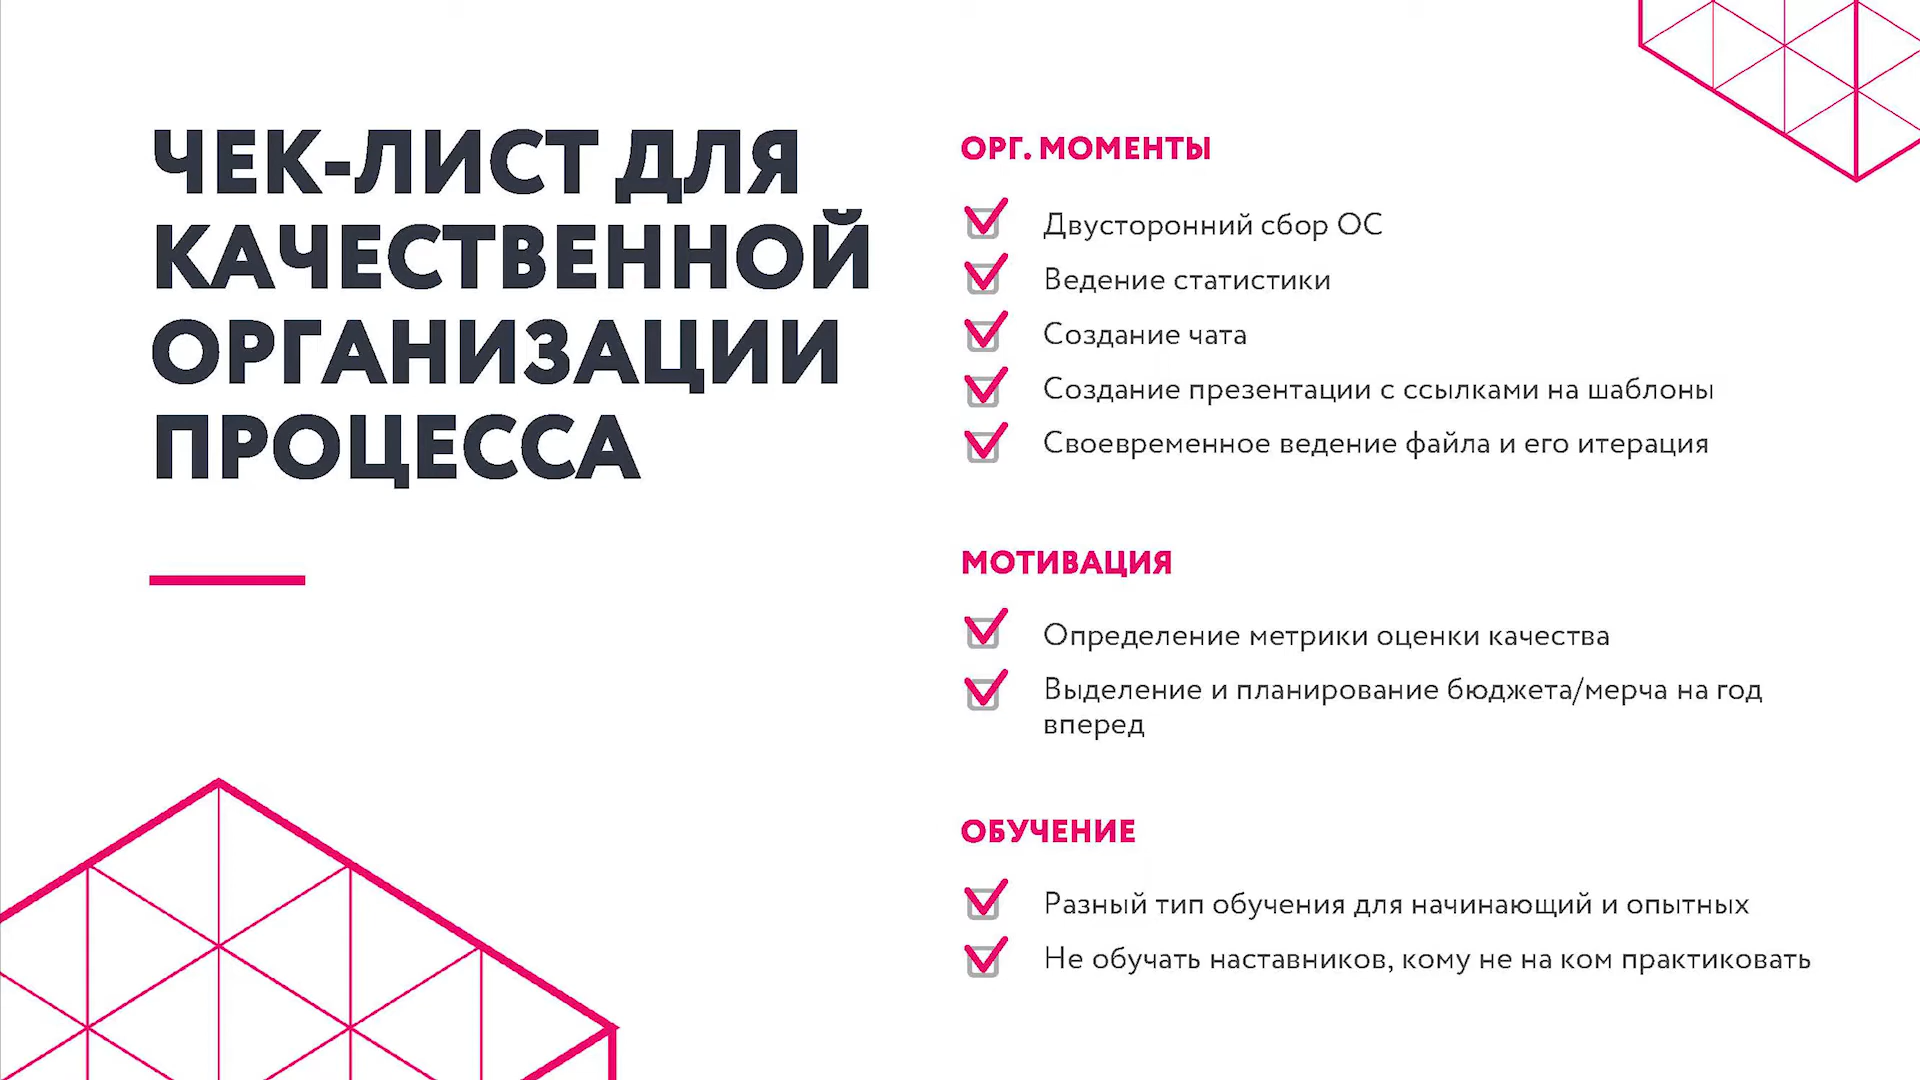 ЧЕК-ЛИСТ ДЛЯ
КАЧЕСТВЕННОЙ
ОРГАНИЗАЦИИ
ПРОЦЕССА
ОРГ. МОМЕНТЫ
Двусторонний сбор ОС
Ведение статистики
Создание чата
Создание презентации с ссылками на шаблоны
Своевременное ведение файла и его итерация
МОТИВАЦИЯ
Определение метрики оценки качества
Выделение и планирование бюджета/мерча на год
вперед
ОБУЧЕНИЕ
Разный тип обучения для начинающий и опытных
Не обучать наставников, кому не на ком практиковать